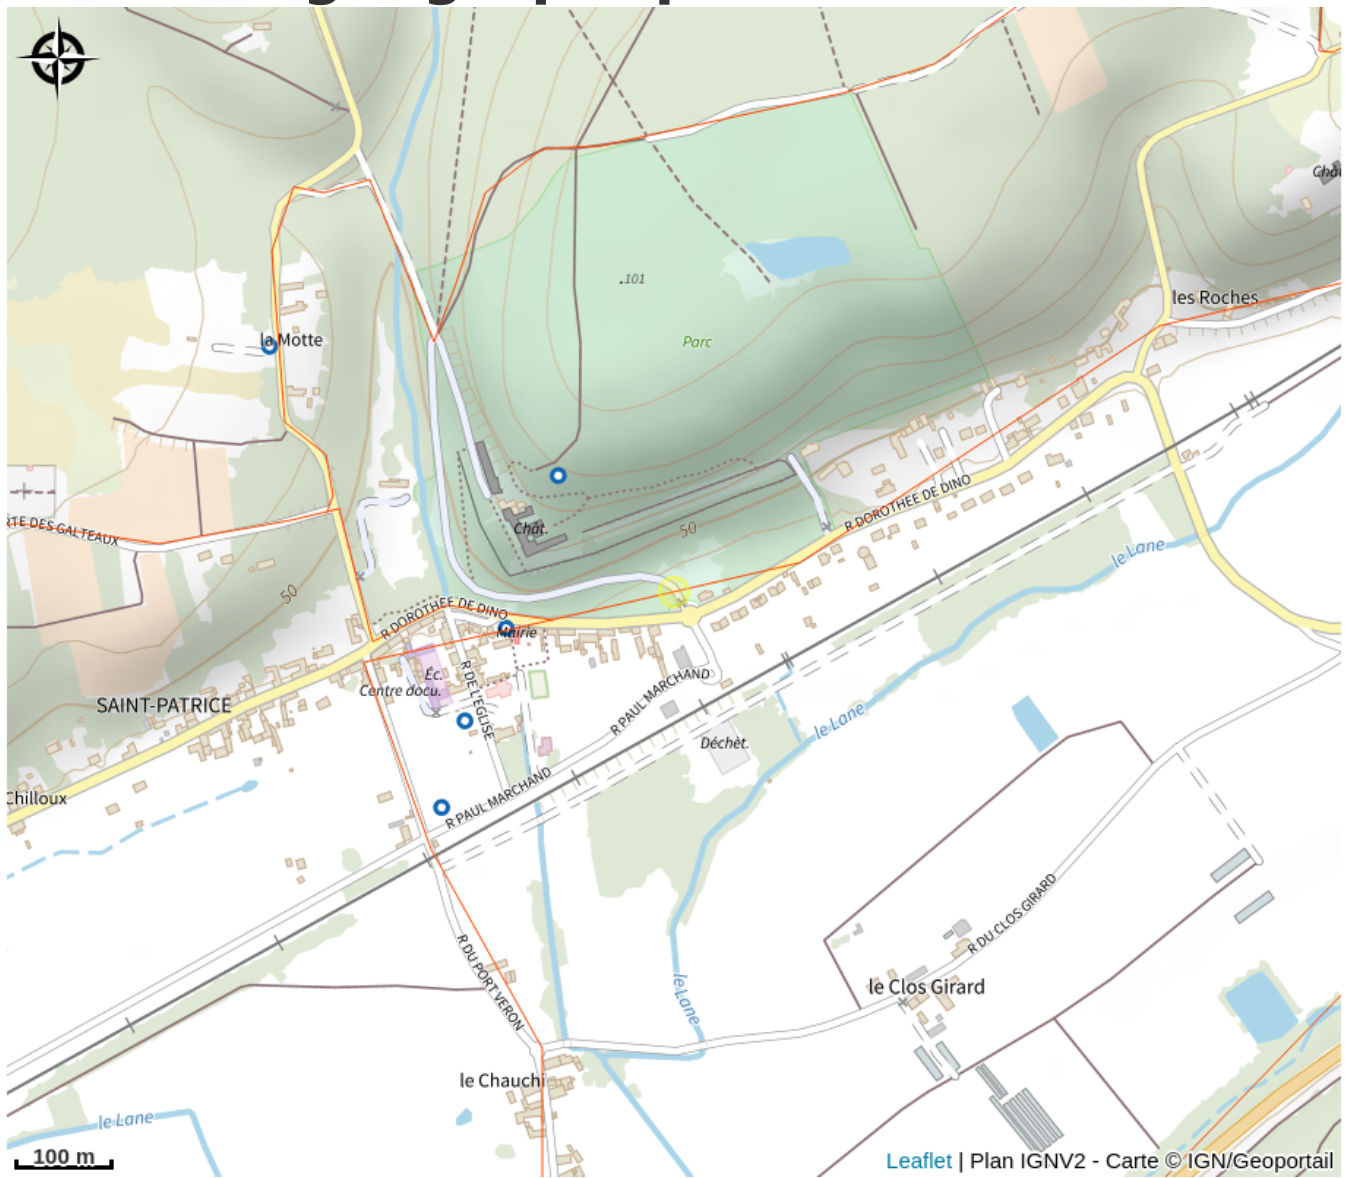 .101
Chât.
les Roches
la Motte
Parc
RTE DES GALTEAUX
Chât.
50
R DOROTHEE DE DINO
le Lane
50
R DOROTHEE DE DINO
Mairie
Éc.
Centre docu.
R DE L'EGLISE
R PAUL MARCHAND
SAINT-PATRICE
le Lane
Déchèt.
Chilloux
R PAUL MARCHAND
R DU CLOS GIRARD
R DU PORT VERON
le Lane
le Clos Girard
le Chauchi
le Lane
100 m
Leaflet | Plan IGNV2 - Carte © IGN/Geoportail